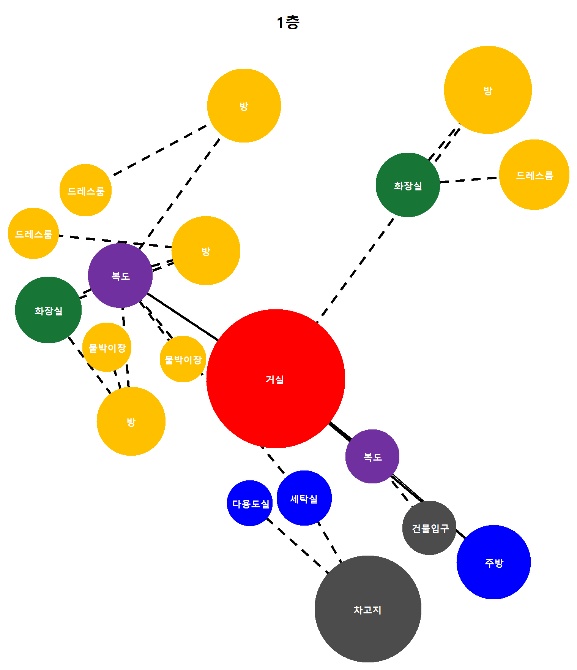 1층
방
방
드레스룸
화장실
드레스룸
드레스룸
방
복도
화장실
붙박이장
붙박이장
거실
방
복도
다용도실
세탁실
건물입구
주방
차고지